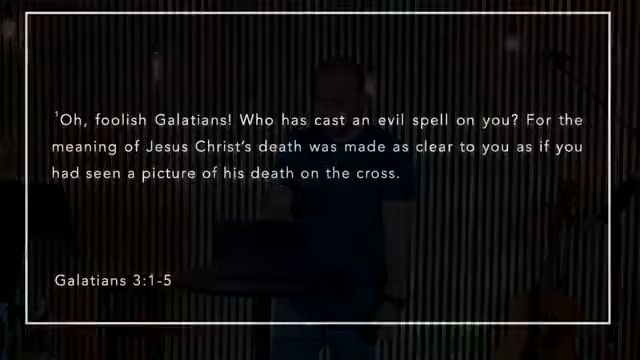 ¹Oh, foolish Galatians! Who has cast an evil spell on you? For the
meaning of Jesus Christ's death was made as clear to you as if you
had seen a picture of his death on the cross.
Galatians 3:1-5